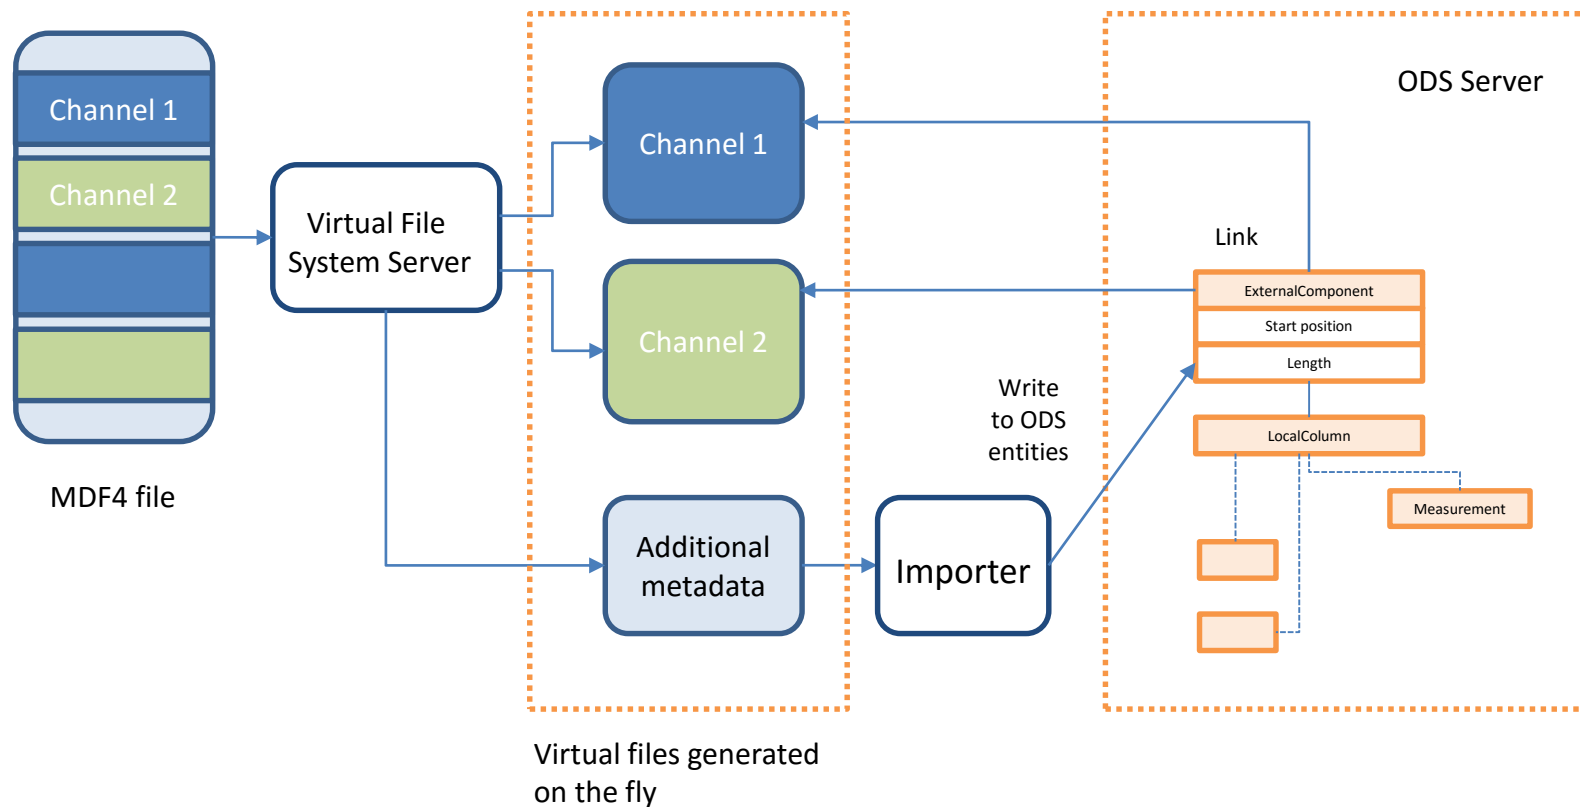 Channel 1
Channel 2
MDF4 file
Virtual File
System Server
Channel 1
Channel 2
Additional
metadata
Virtual files generated
on the fly
Importer
Write
to ODS
entities
ODS Server
Link
ExternalComponent
Start position
Length
LocalColumn
Measurement